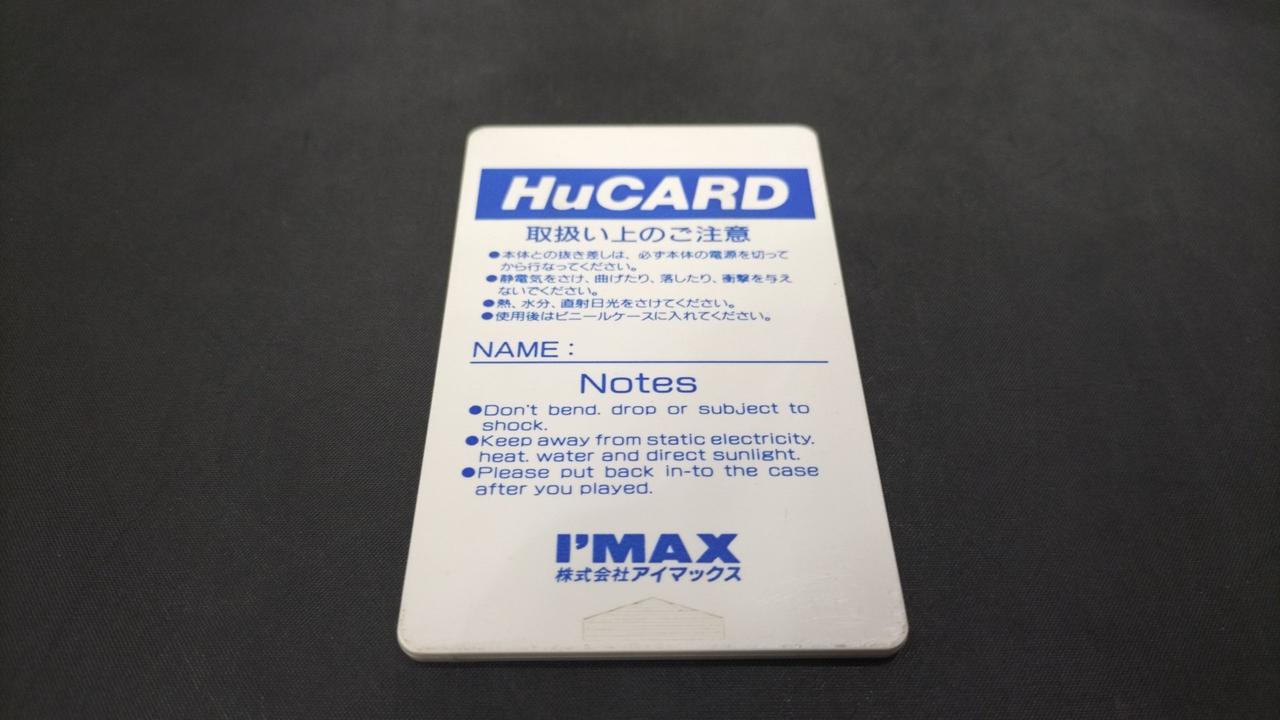 HuCARD
取扱い上のご注意
●本体との抜き差しは、必ず本体の電源を切って
から行なってください。
●静電気をさけ、曲げたり、落したり、衝撃を与え
ないでください。
●熱、水分、直射日光をさけてください。
●使用後はビニールケースに入れてください。
NAME:
Notes
●Don't bend. drop or subject to
shock.
●Keep away from static electricity.
heat. water and direct sunlight.
●Please put back in-to the case
after you played.
I'MAX
株式会社アイマックス